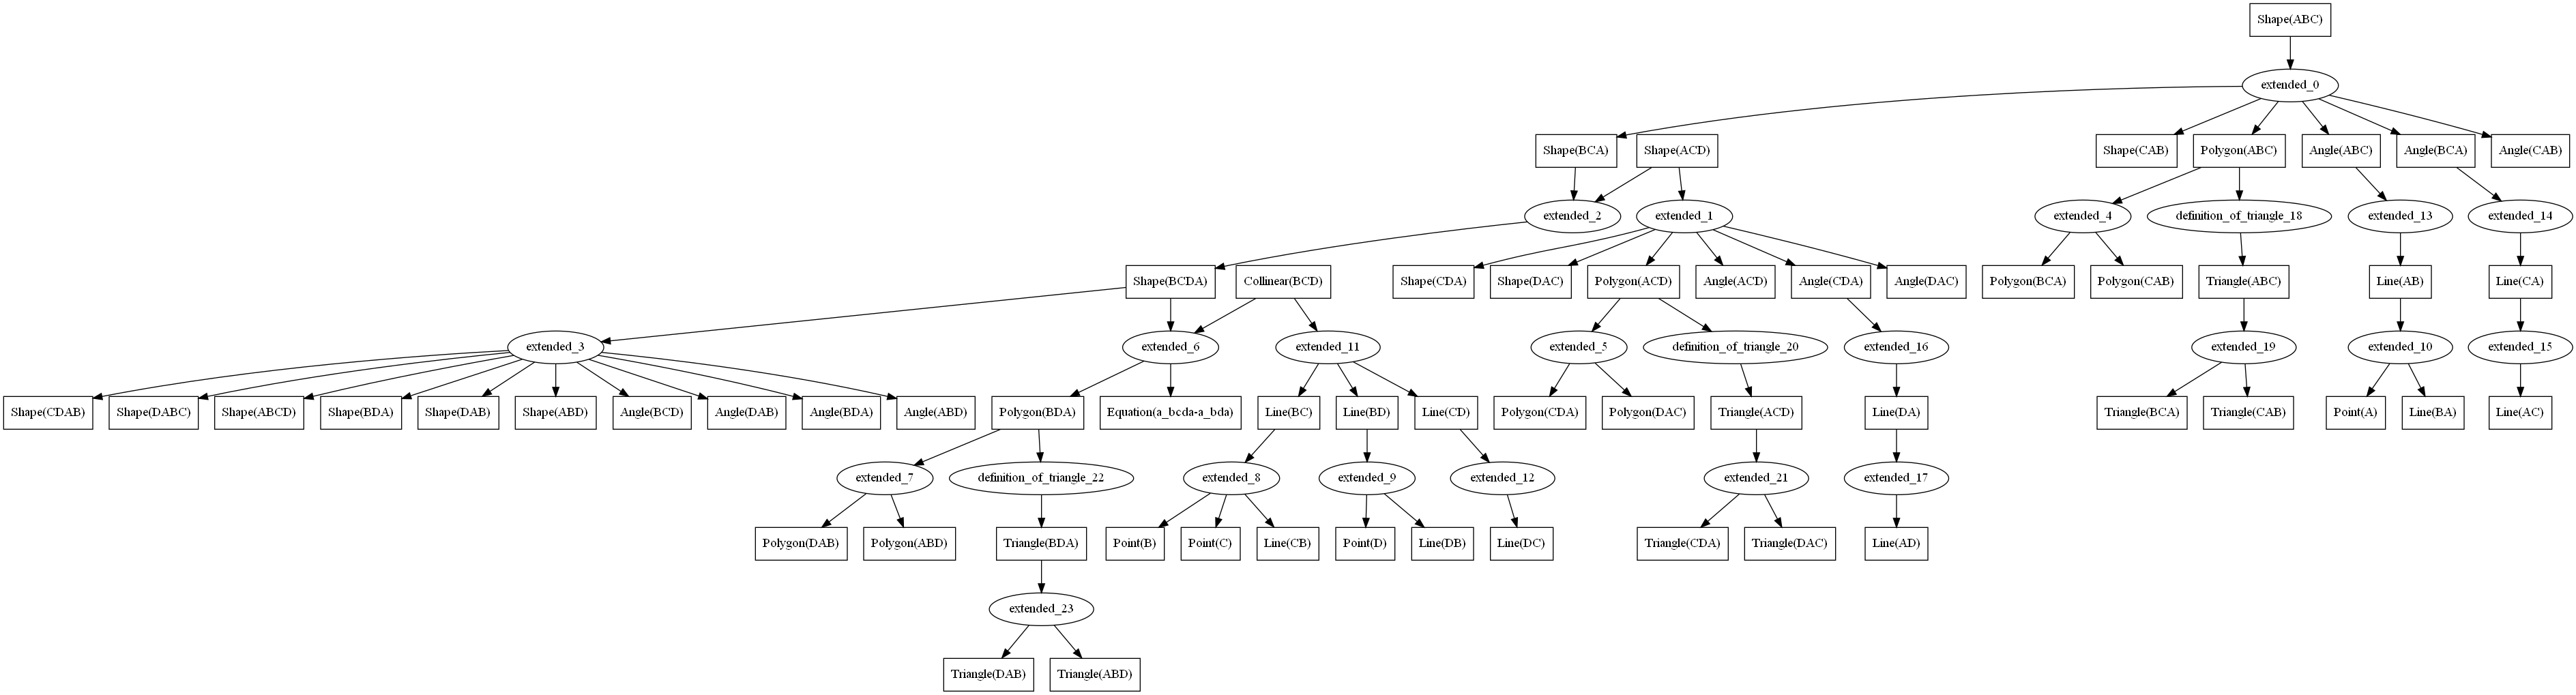 Shape(ABC)
extended_0
Shape(BCA)
Shape(ACD)
Shape(CAB)
Polygon(ABC)
Angle(ABC)
Angle(BCA)
Angle(CAB)
extended_2
extended_1
extended_4
definition_of_triangle_18
extended_13
extended_14
Shape(BCDA)
Collinear(BCD)
Shape(CDA)
Shape(DAC)
Polygon(ACD)
Angle(ACD)
Angle(CDA)
Angle(DAC)
Polygon(BCA)
Polygon(CAB)
Triangle(ABC)
Line(AB)
Line(CA)
extended_3
extended_6
extended_11
extended_5
definition_of_triangle_20
extended_16
extended_19
extended_10
extended_15
Shape(CDAB)
Shape(DABC)
Shape(ABCD)
Shape(BDA)
Shape(DAB)
Shape(ABD)
Angle(BCD)
Angle(DAB)
Angle(BDA)
Angle(ABD)
Polygon(BDA)
Equation(a_bcda-a_bda)
Line(BC)
Line(BD)
Line(CD)
Polygon(CDA)
Polygon(DAC)
Triangle(ACD)
Line(DA)
Triangle(BCA)
Triangle(CAB)
Point(A)
Line(BA)
Line(AC)
extended_7
definition_of_triangle_22
extended_8
extended_9
extended_12
extended_21
extended_17
Polygon(DAB)
Polygon(ABD)
Triangle(BDA)
Point(B)
Point(C)
Line(CB)
Point(D)
Line(DB)
Line(DC)
Triangle(CDA)
Triangle(DAC)
Line(AD)
extended_23
Triangle(DAB)
Triangle(ABD)